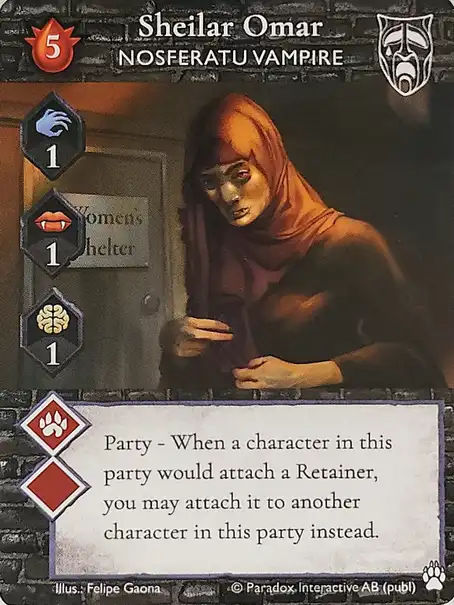 5
Sheilar Omar
NOSFERATU VAMPIRE
1
1
1
Women's
Shelter
Party - When a character in this
party would attach a Retainer,
you may attach it to another
character in this party instead.
Illus.: Felipe Gaona
© Paradox Interactive AB (publ)